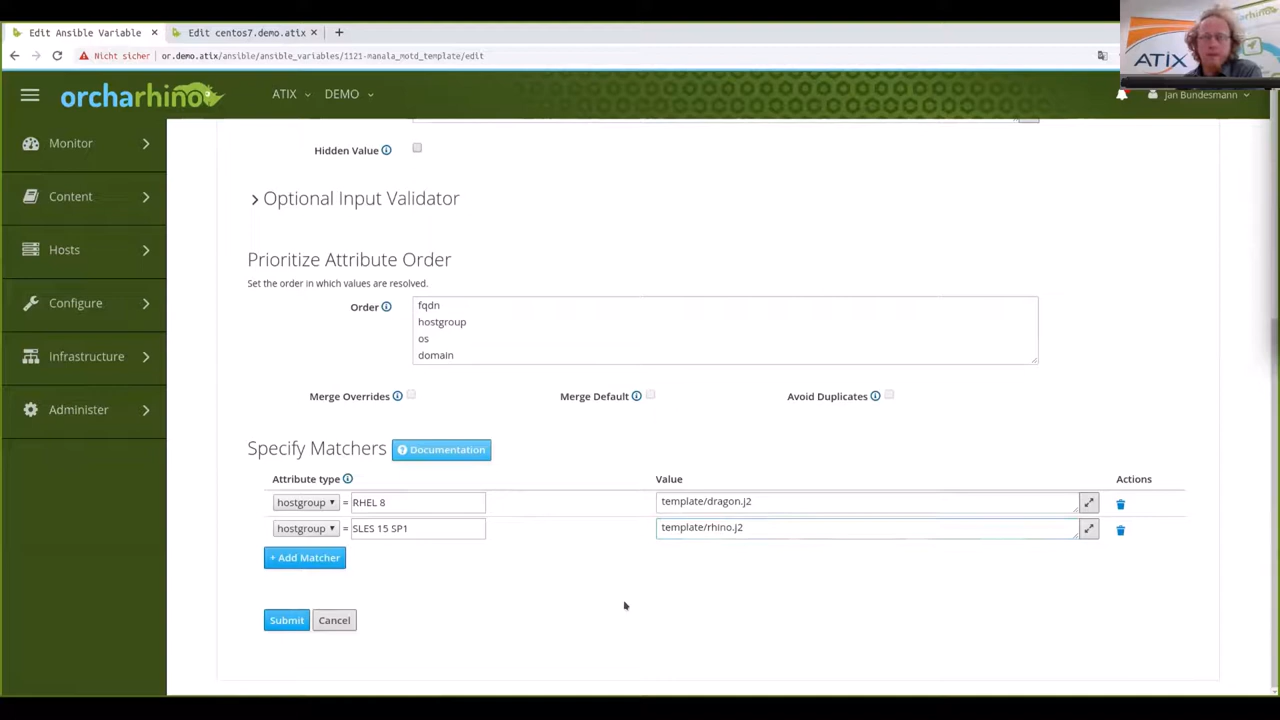 Edit Ansible Variable × Edit centos7.demo.atix × +
Nicht sicher or.demo.atix/ansible/ansible_variables/1121-manala_motd_template/edit
ATIX
orcharhino ATIX DEMO Jan Bundesmann
Monitor
Content
Hosts
Configure
Infrastructure
Administer
Hidden Value
Optional Input Validator
Prioritize Attribute Order
Set the order in which values are resolved.
Order
fqdn
hostgroup
os
domain
Merge Overrides Merge Default Avoid Duplicates
Specify Matchers Documentation
Attribute type Value Actions
hostgroup = RHEL 8 template/dragon.j2
hostgroup = SLES 15 SP1 template/rhino.j2
+ Add Matcher
Submit Cancel